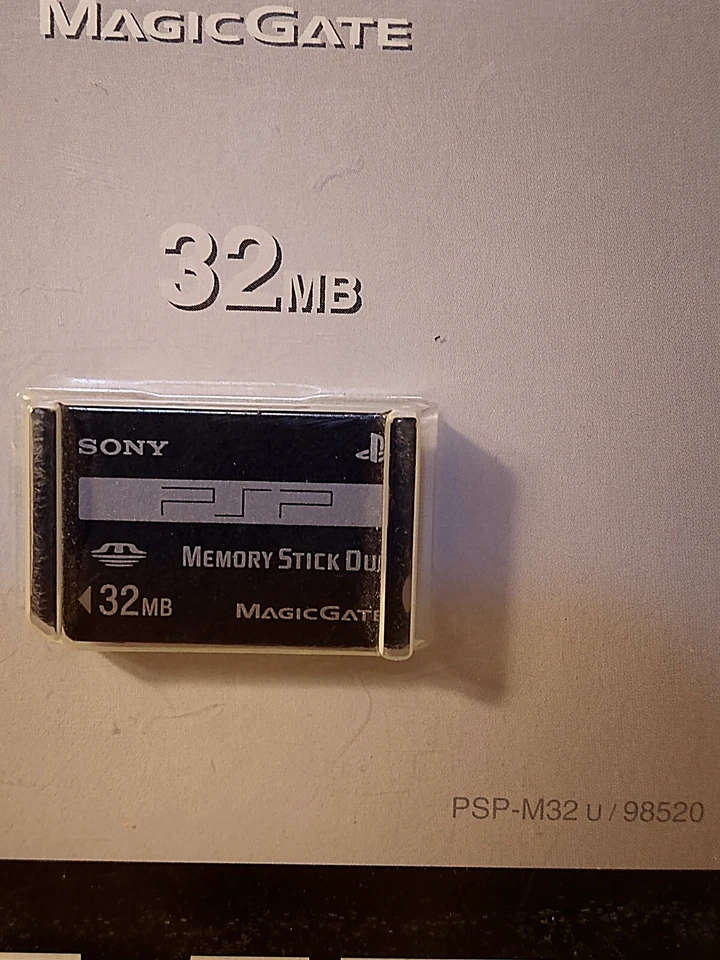 MAGICGATE
32MB
SONY
PSP
MEMORY STICK DU
32MB
MAGICGATE
PSP-M32 U / 98520